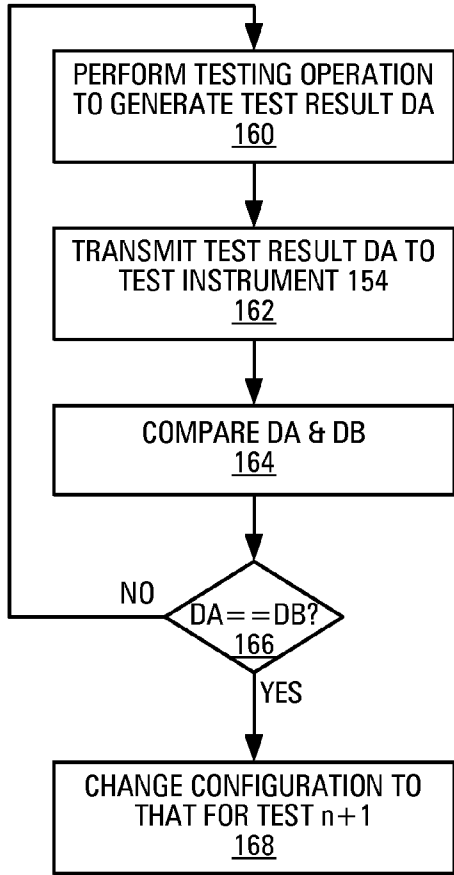 PERFORM TESTING OPERATION
TO GENERATE TEST RESULT DA
160
TRANSMIT TEST RESULT DA TO
TEST INSTRUMENT 154
162
COMPARE DA & DB
164
NO
DA==DB?
166
YES
CHANGE CONFIGURATION TO
THAT FOR TEST n+1
168